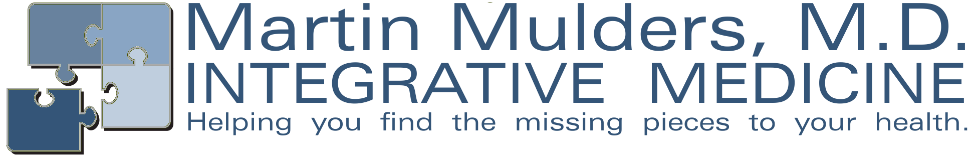 Martin Mulders, M.D.
INTEGRATIVE MEDICINE
Helping you find the missing pieces to your health.